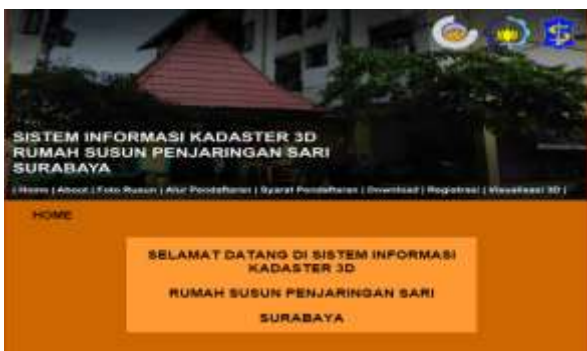 SISTEM INFORMASI KADASTER 3D
RUMAH SUSUN PENJARINGAN SARI
SURABAYA
| Home | About | Foto Rusun | Alur Pendaftaran | Syarat Pendaftaran | Download | Registrasi | Visualisasi 3D |
HOME
SELAMAT DATANG DI SISTEM INFORMASI
KADASTER 3D
RUMAH SUSUN PENJARINGAN SARI
SURABAYA